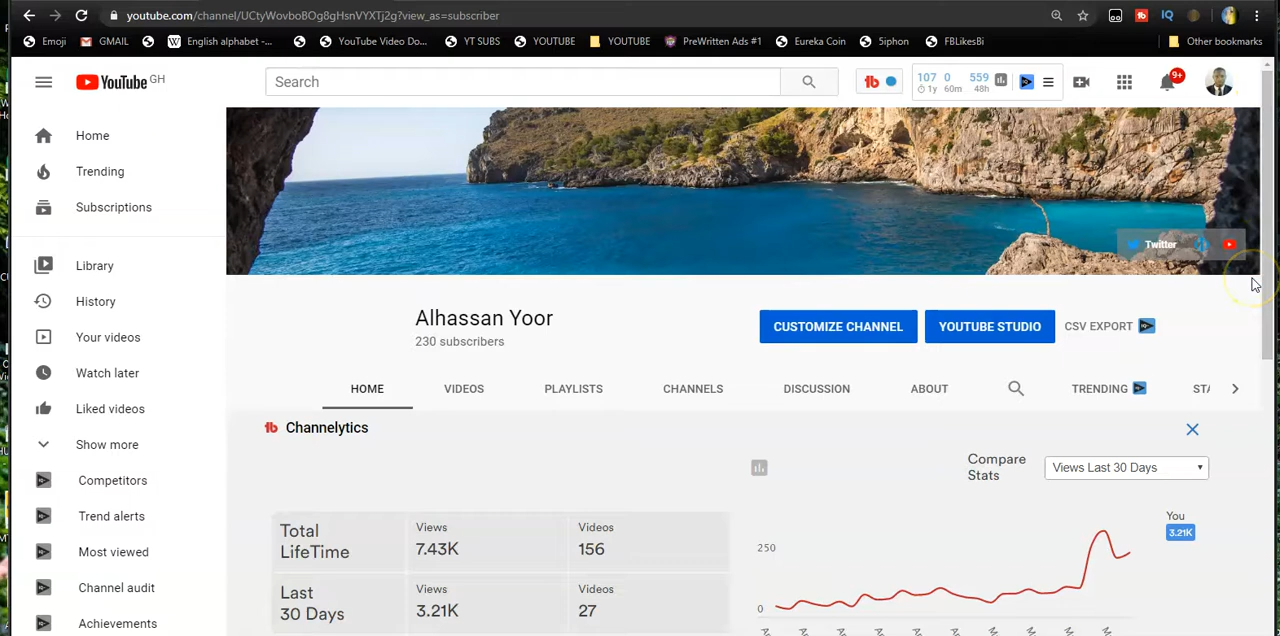 youtube.com/channel/UCtyWovboBOg8gHsnVYXTj2g?view_as=subscriber
Emoji GMAIL English alphabet -... YouTube Video Do... YT SUBS YOUTUBE YOUTUBE PreWritten Ads #1 Eureka Coin 5iphon FBLikesBi Other bookmarks
YouTube GH
Search
107 0 559
1y 60m 48h
9+
Home
Trending
Subscriptions
Library
History
Your videos
Watch later
Liked videos
Show more
Competitors
Trend alerts
Most viewed
Channel audit
Achievements
Twitter
Alhassan Yoor
230 subscribers
CUSTOMIZE CHANNEL YOUTUBE STUDIO CSV EXPORT
HOME VIDEOS PLAYLISTS CHANNELS DISCUSSION ABOUT TRENDING
Channelytics
Compare Stats
Views Last 30 Days
Total LifeTime
Views
7.43K
Videos
156
Last 30 Days
Views
3.21K
Videos
27
250
0
You
3.21K